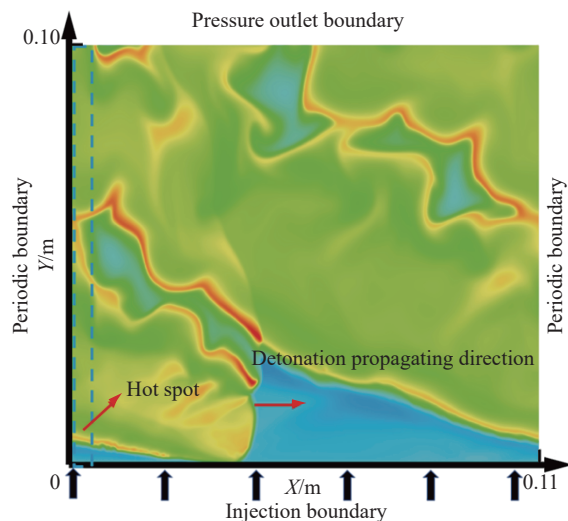 Pressure outlet boundary
0.10
Periodic boundary
Y/m
Periodic boundary
Detonation propagating direction
Hot spot
0
X/m
0.11
Injection boundary